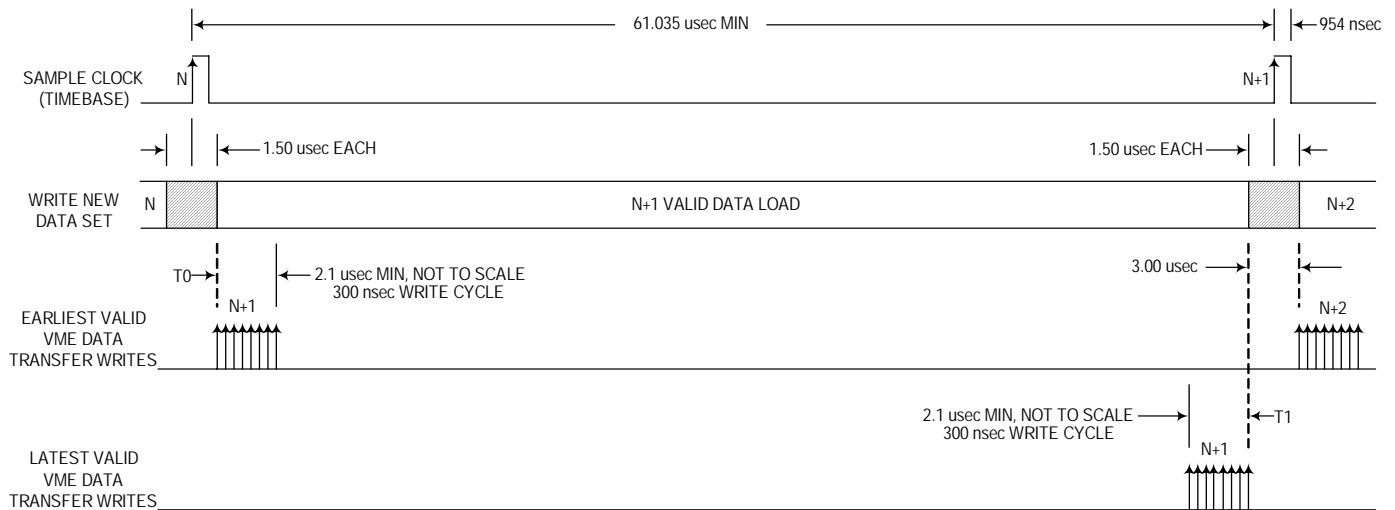 61.035 usec MIN
954 nsec
SAMPLE CLOCK
(TIMEBASE)
N
N+1
1.50 usec EACH
1.50 usec EACH
WRITE NEW
DATA SET
N
N+1 VALID DATA LOAD
N+2
T0
2.1 usec MIN, NOT TO SCALE
300 nsec WRITE CYCLE
3.00 usec
N+1
N+2
EARLIEST VALID
VME DATA
TRANSFER WRITES
2.1 usec MIN, NOT TO SCALE
300 nsec WRITE CYCLE
T1
N+1
LATEST VALID
VME DATA
TRANSFER WRITES